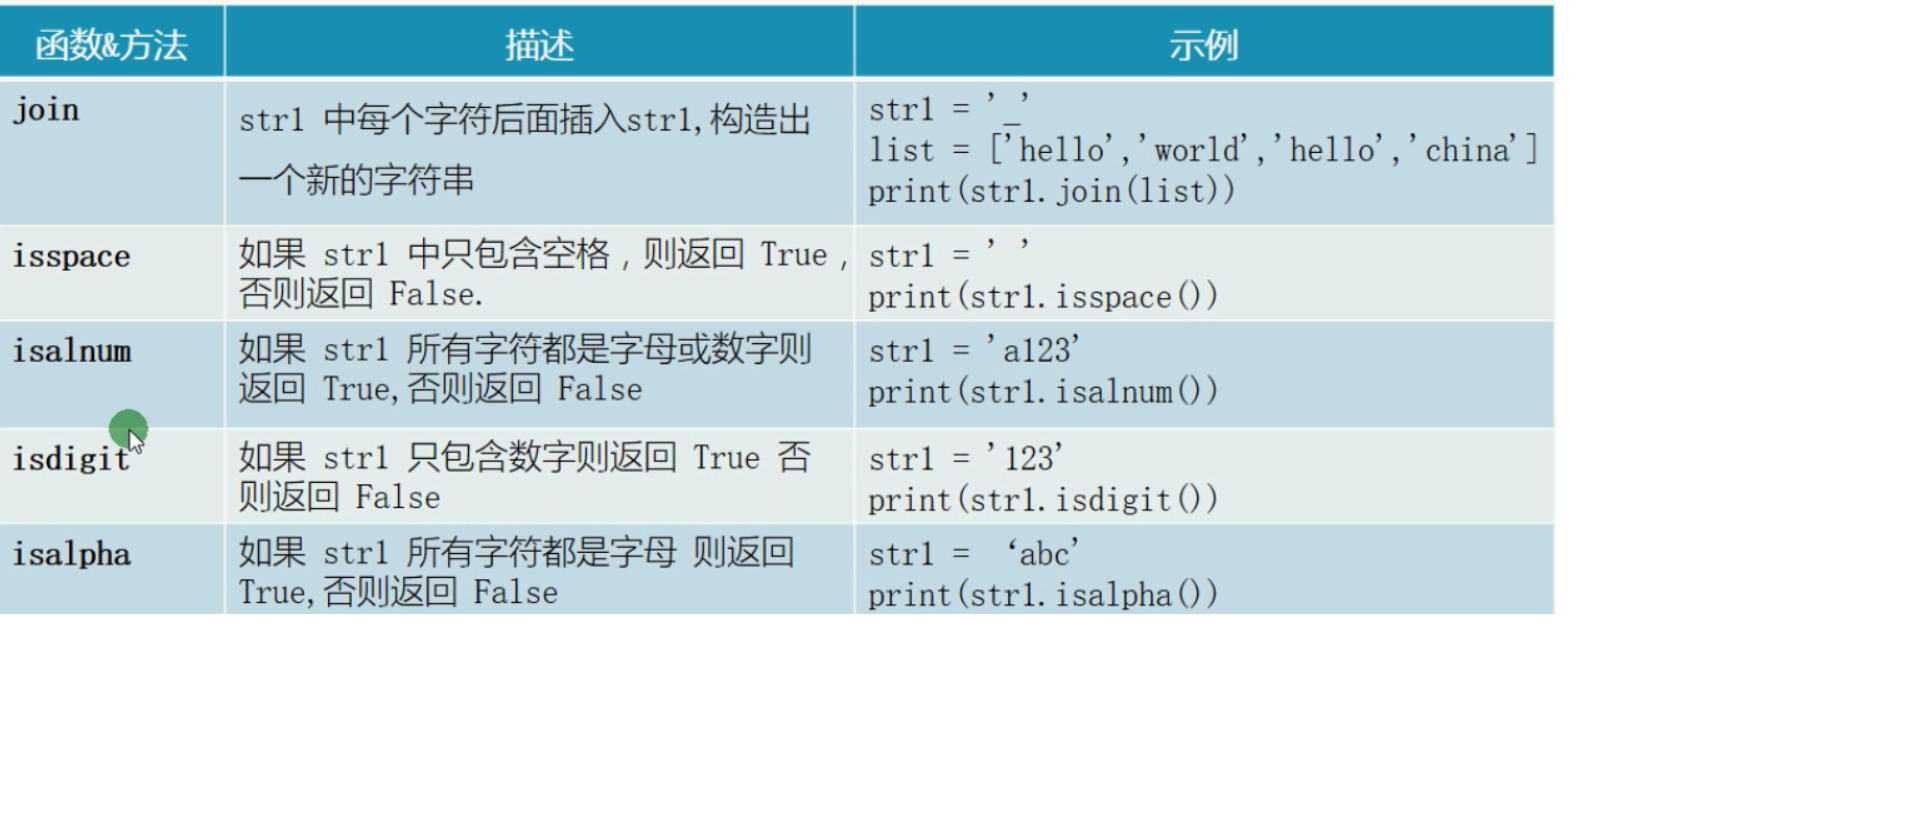 函数&方法
描述
示例
join
str1 中每个字符后面插入str1,构造出
一个新的字符串
str1 = '_'
list = ['hello','world','hello','china']
print(str1.join(list))
isspace
如果 str1 中只包含空格，则返回 True，
否则返回 False.
str1 = ' '
print(str1.isspace())
isalnum
如果 str1 所有字符都是字母或数字则
返回 True,否则返回 False
str1 = 'a123'
print(str1.isalnum())
isdigit
如果 str1 只包含数字则返回 True 否
则返回 False
str1 = '123'
print(str1.isdigit())
isalpha
如果 str1 所有字符都是字母 则返回
True,否则返回 False
str1 = ‘abc’
print(str1.isalpha())